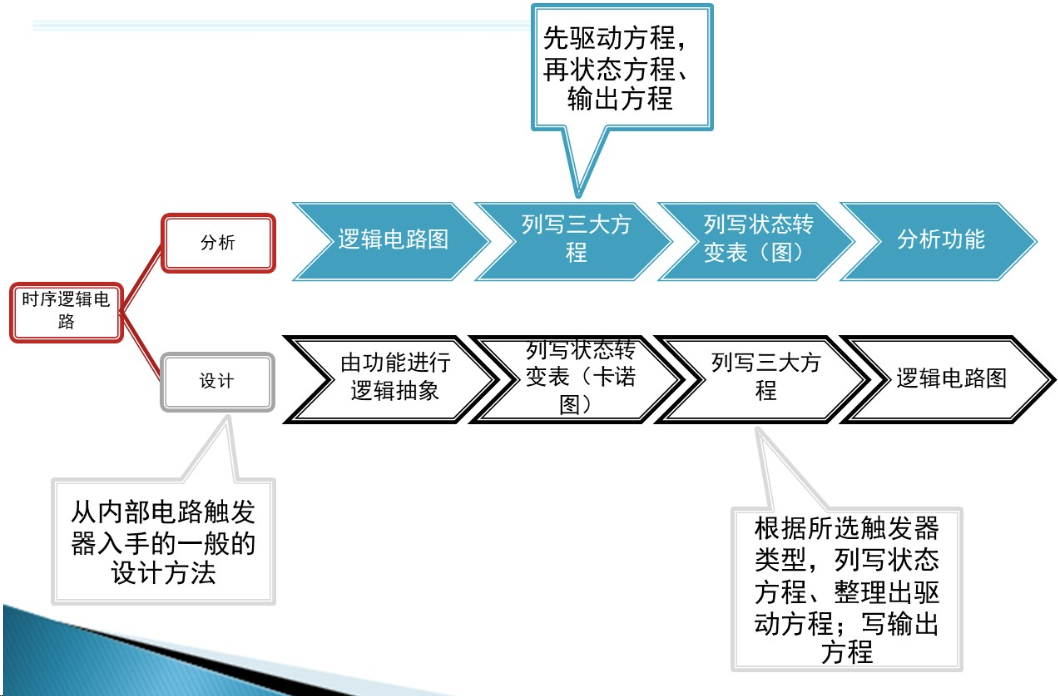 先驱动方程，
再状态方程、
输出方程
逻辑电路图
列写三大方
程
列写状态转
变表（图）
分析功能
分析
时序逻辑电
路
设计
由功能进行
逻辑抽象
列写状态转
变表（卡诺
图）
列写三大方
程
逻辑电路图
从内部电路触发
器入手的一般的
设计方法
根据所选触发器
类型，列写状态
方程、整理出驱
动方程；写输出
方程